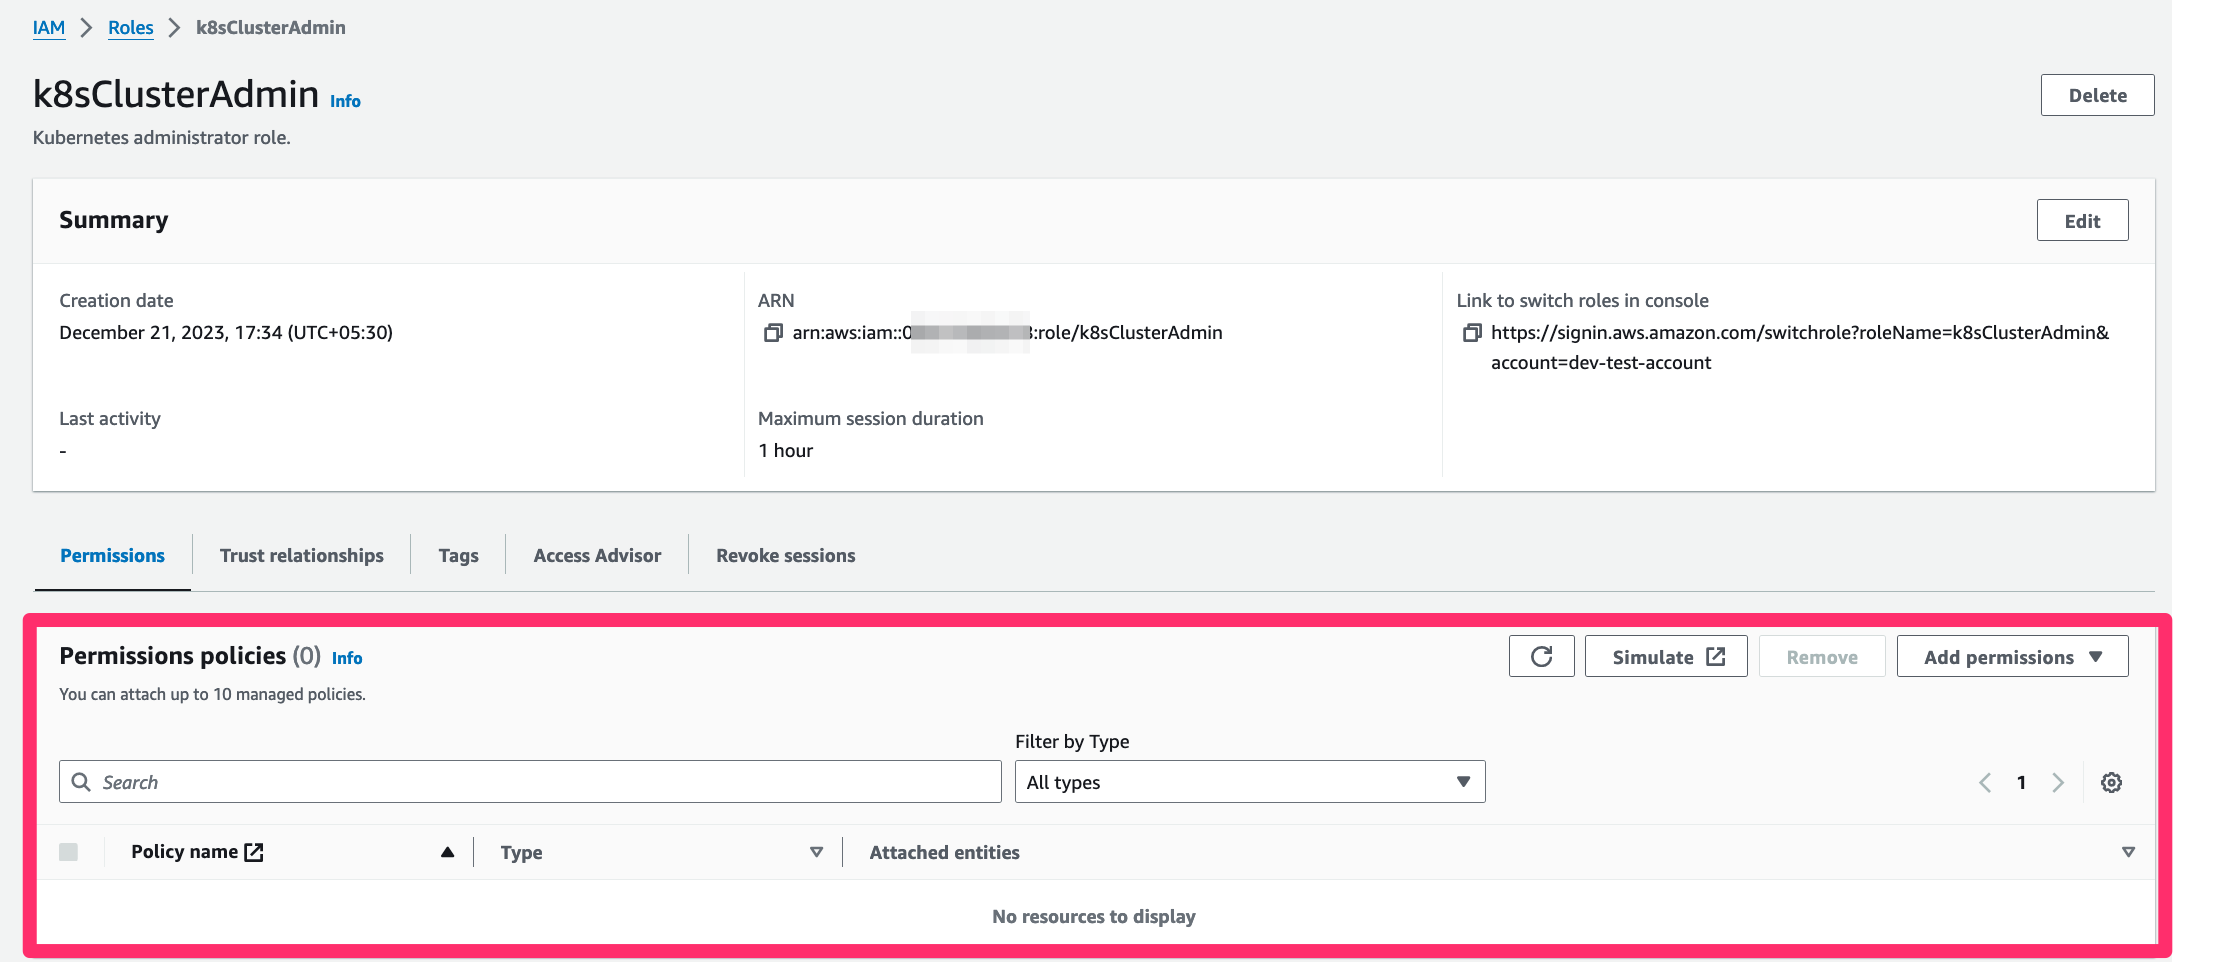 IAM > Roles > k8sClusterAdmin
k8sClusterAdmin Info
Delete
Kubernetes administrator role.
Summary
Edit
Creation date
December 21, 2023, 17:34 (UTC+05:30)
ARN
arn:aws:iam::0 :role/k8sClusterAdmin
Link to switch roles in console
https://signin.aws.amazon.com/switchrole?roleName=k8sClusterAdmin&
account=dev-test-account
Last activity
-
Maximum session duration
1 hour
Permissions
Trust relationships
Tags
Access Advisor
Revoke sessions
Permissions policies (0) Info
Simulate
Remove
Add permissions
You can attach up to 10 managed policies.
Filter by Type
Search
All types
1
Policy name
Type
Attached entities
No resources to display